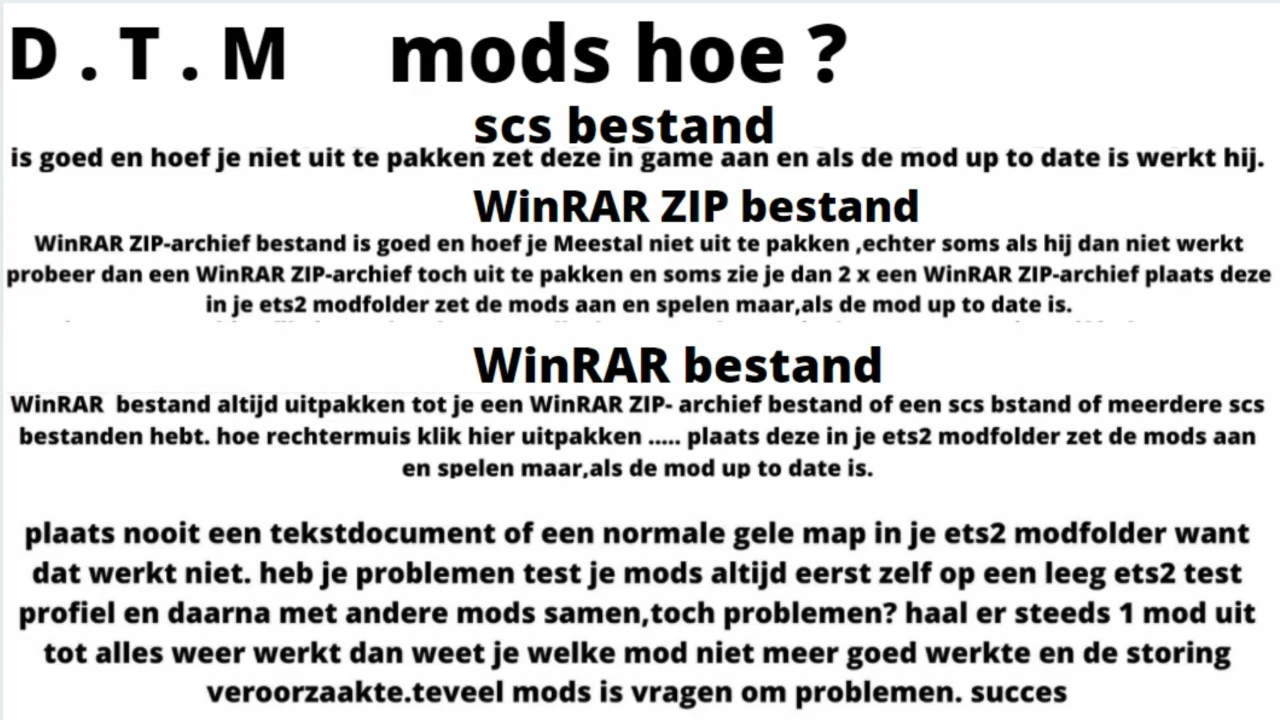 D . T . M mods hoe ?
scs bestand
is goed en hoef je niet uit te pakken zet deze in game aan en als de mod up to date is werkt hij.
WinRAR ZIP bestand
WinRAR ZIP-archief bestand is goed en hoef je Meestal niet uit te pakken ,echter soms als hij dan niet werkt
probeer dan een WinRAR ZIP-archief toch uit te pakken en soms zie je dan 2 x een WinRAR ZIP-archief plaats deze
in je ets2 modfolder zet de mods aan en spelen maar,als de mod up to date is.
WinRAR bestand
WinRAR bestand altijd uitpakken tot je een WinRAR ZIP- archief bestand of een scs bstand of meerdere scs
bestanden hebt. hoe rechtermuis klik hier uitpakken ..... plaats deze in je ets2 modfolder zet de mods aan
en spelen maar,als de mod up to date is.
plaats nooit een tekstdocument of een normale gele map in je ets2 modfolder want
dat werkt niet. heb je problemen test je mods altijd eerst zelf op een leeg ets2 test
profiel en daarna met andere mods samen,toch problemen? haal er steeds 1 mod uit
tot alles weer werkt dan weet je welke mod niet meer goed werkte en de storing
veroorzaakte.teveel mods is vragen om problemen. succes